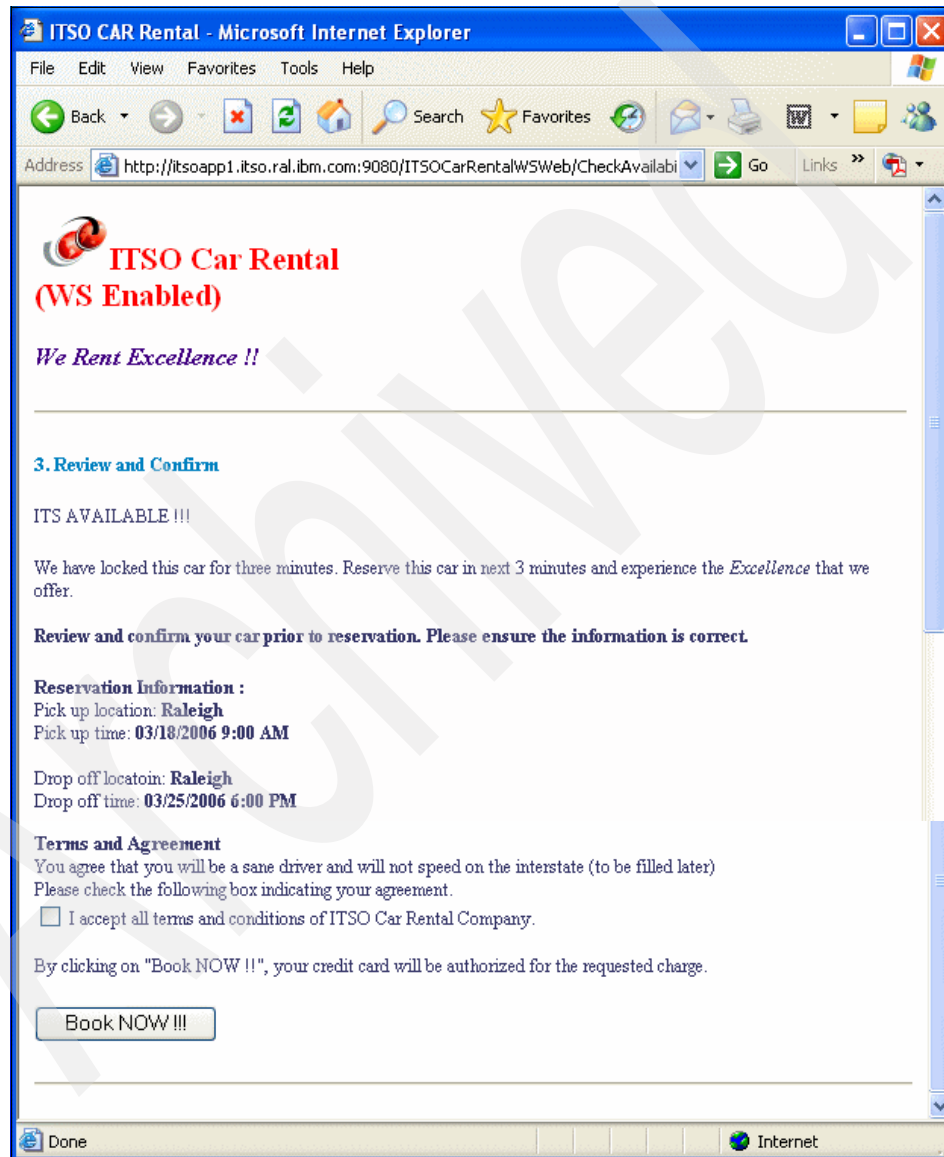 ITSO CAR Rental - Microsoft Internet Explorer
File Edit View Favorites Tools Help
Back Search Favorites
Address http://itsoapp1.itso.ral.ibm.com:9080/ITSOCarRentalWSWeb/CheckAvailabi Go Links »
ITSO Car Rental
(WS Enabled)
We Rent Excellence !!
3. Review and Confirm
ITS AVAILABLE !!!
We have locked this car for three minutes. Reserve this car in next 3 minutes and experience the Excellence that we
offer.
Review and confirm your car prior to reservation. Please ensure the information is correct.
Reservation Information :
Pick up location: Raleigh
Pick up time: 03/18/2006 9:00 AM
Drop off locatoin: Raleigh
Drop off time: 03/25/2006 6:00 PM
Terms and Agreement
You agree that you will be a sane driver and will not speed on the interstate (to be filled later)
Please check the following box indicating your agreement.
I accept all terms and conditions of ITSO Car Rental Company.
By clicking on "Book NOW !!", your credit card will be authorized for the requested charge.
Book NOW !!!
Done Internet
Archived